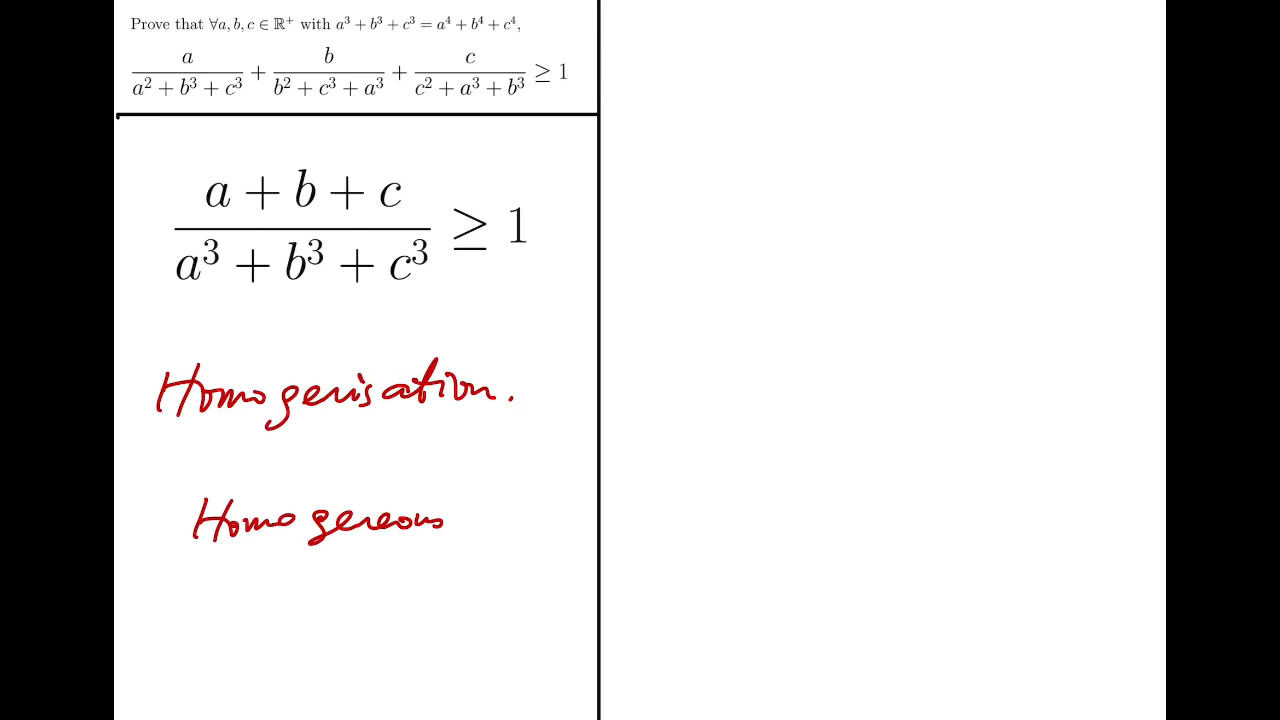 Prove that ∀a, b, c ∈ ℝ⁺ with a³ + b³ + c³ = a⁴ + b⁴ + c⁴,
a/(a² + b³ + c³) + b/(b² + c³ + a³) + c/(c² + a³ + b³) ≥ 1
(a + b + c)/(a³ + b³ + c³) ≥ 1
Homogenisation.
Homogeneous